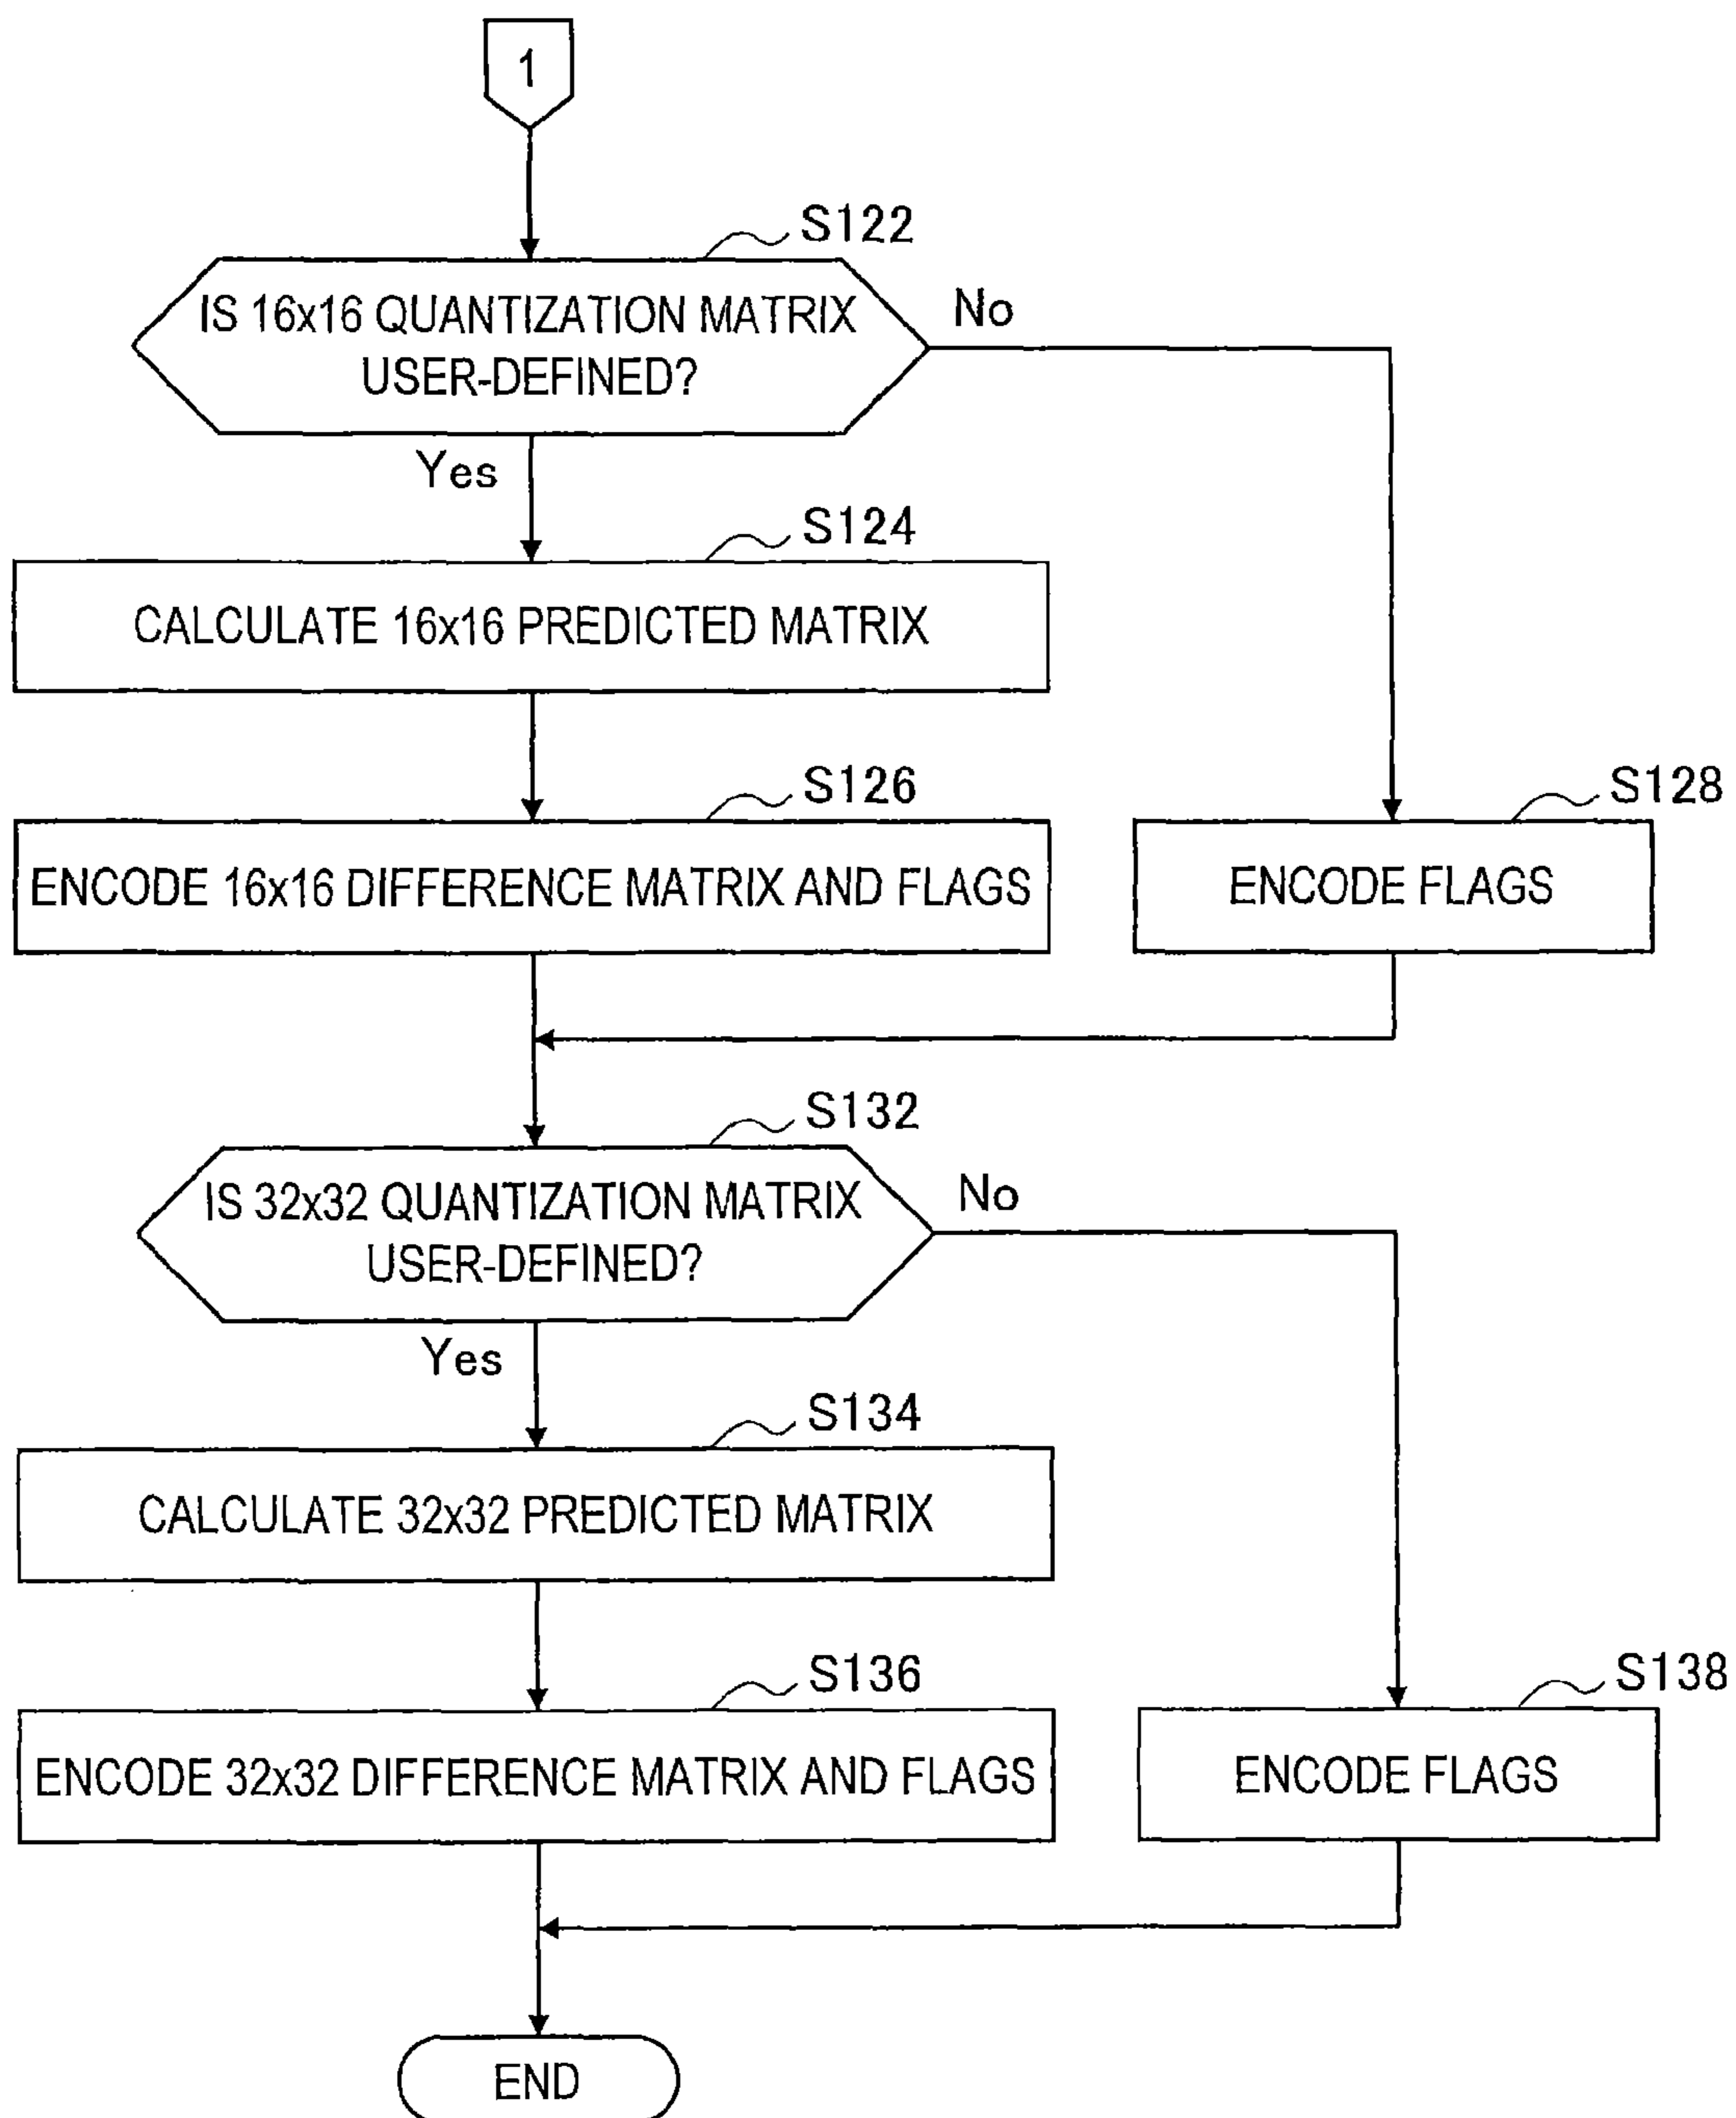 1
S122
IS 16x16 QUANTIZATION MATRIX
USER-DEFINED?
No
Yes
S124
CALCULATE 16x16 PREDICTED MATRIX
S126
ENCODE 16x16 DIFFERENCE MATRIX AND FLAGS
S128
ENCODE FLAGS
S132
IS 32x32 QUANTIZATION MATRIX
USER-DEFINED?
No
Yes
S134
CALCULATE 32x32 PREDICTED MATRIX
S136
ENCODE 32x32 DIFFERENCE MATRIX AND FLAGS
S138
ENCODE FLAGS
END